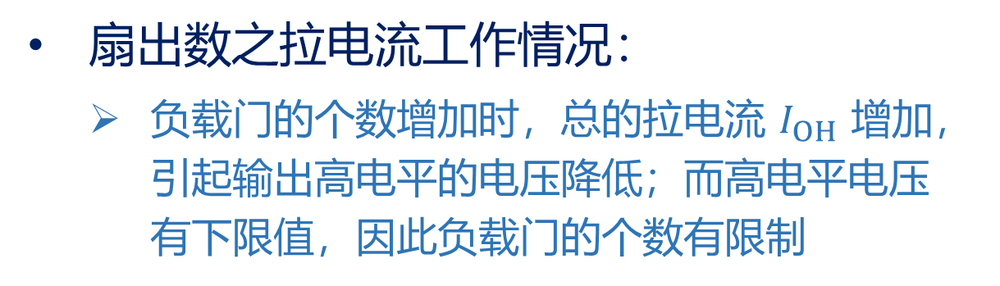 • 扇出数之拉电流工作情况：
➢ 负载门的个数增加时，总的拉电流 I_OH 增加，
引起输出高电平的电压降低；而高电平电压
有下限值，因此负载门的个数有限制